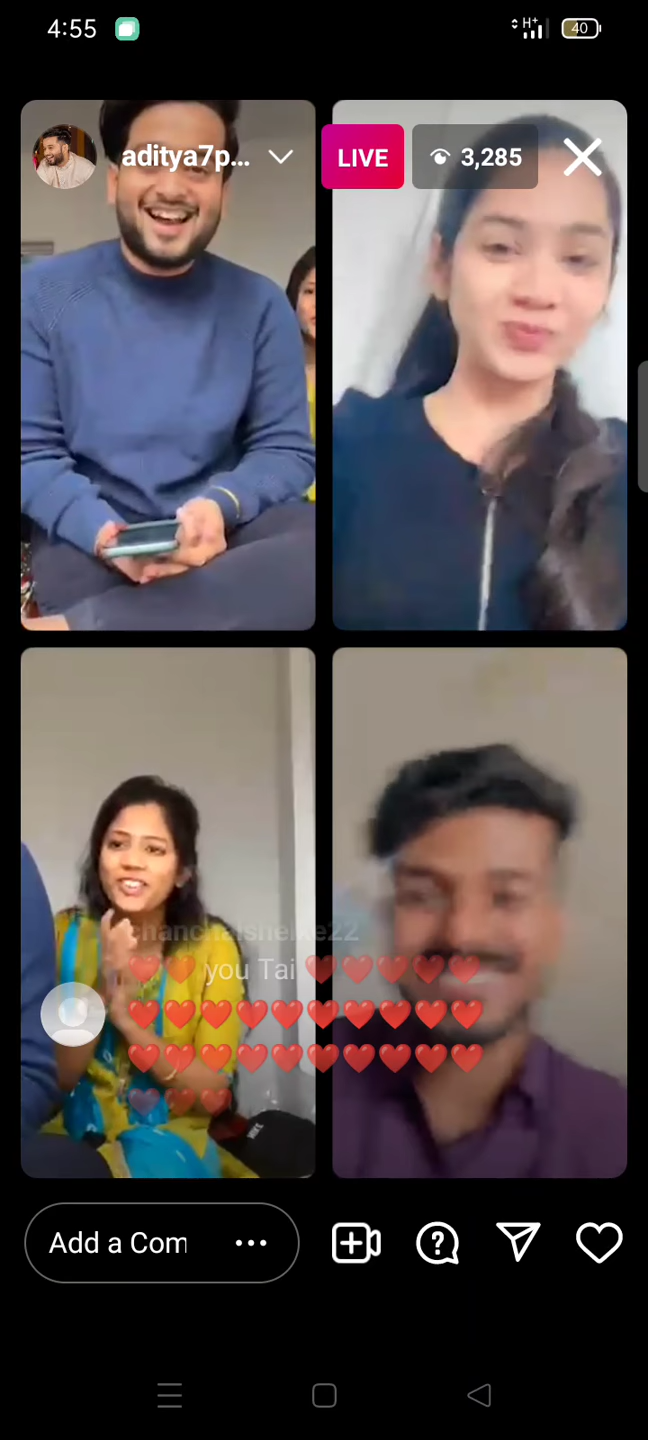 4:55
H+
40
aditya7p...
LIVE
3,285
you Tai ❤️❤️❤️❤️❤️
Add a Com